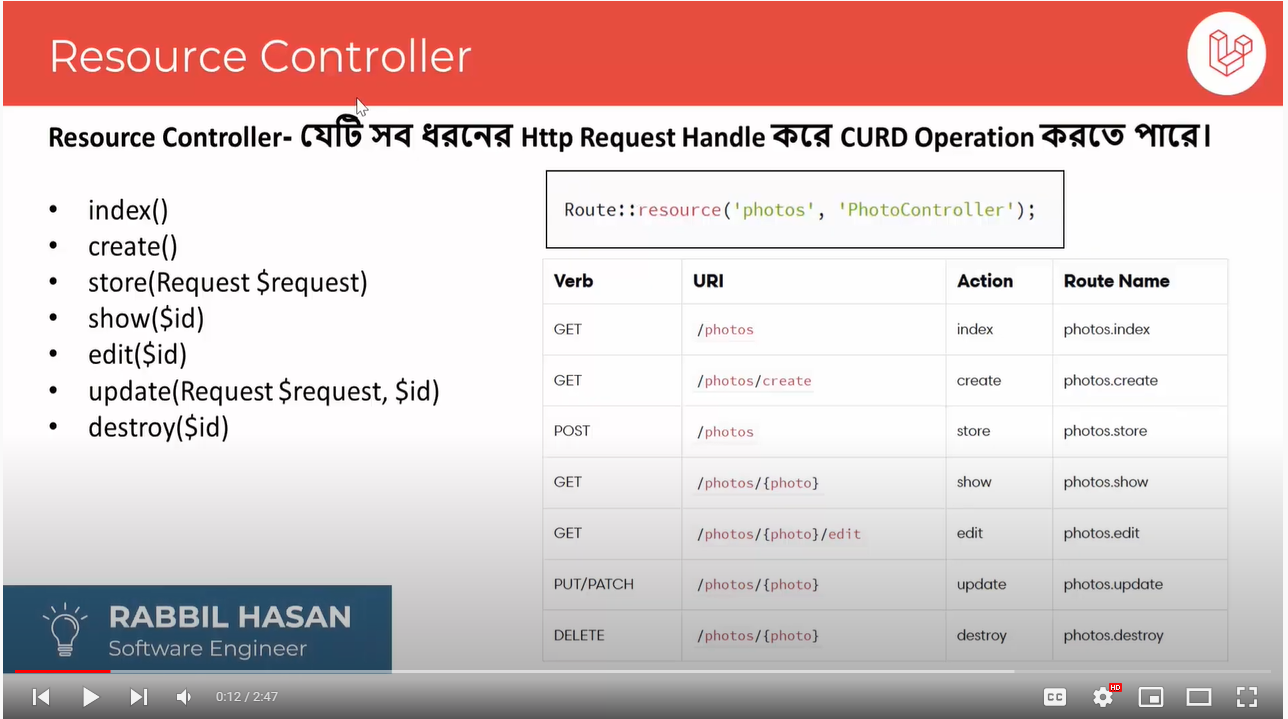 Resource Controller
Resource Controller- যেটি সব ধরনের Http Request Handle করে CURD Operation করতে পারে।
• index()
• create()
• store(Request $request)
• show($id)
• edit($id)
• update(Request $request, $id)
• destroy($id)
Route::resource('photos', 'PhotoController');
Verb URI Action Route Name
GET /photos index photos.index
GET /photos/create create photos.create
POST /photos store photos.store
GET /photos/{photo} show photos.show
GET /photos/{photo}/edit edit photos.edit
PUT/PATCH /photos/{photo} update photos.update
DELETE /photos/{photo} destroy photos.destroy
RABBIL HASAN
Software Engineer
0:12 / 2:47
CC
HD